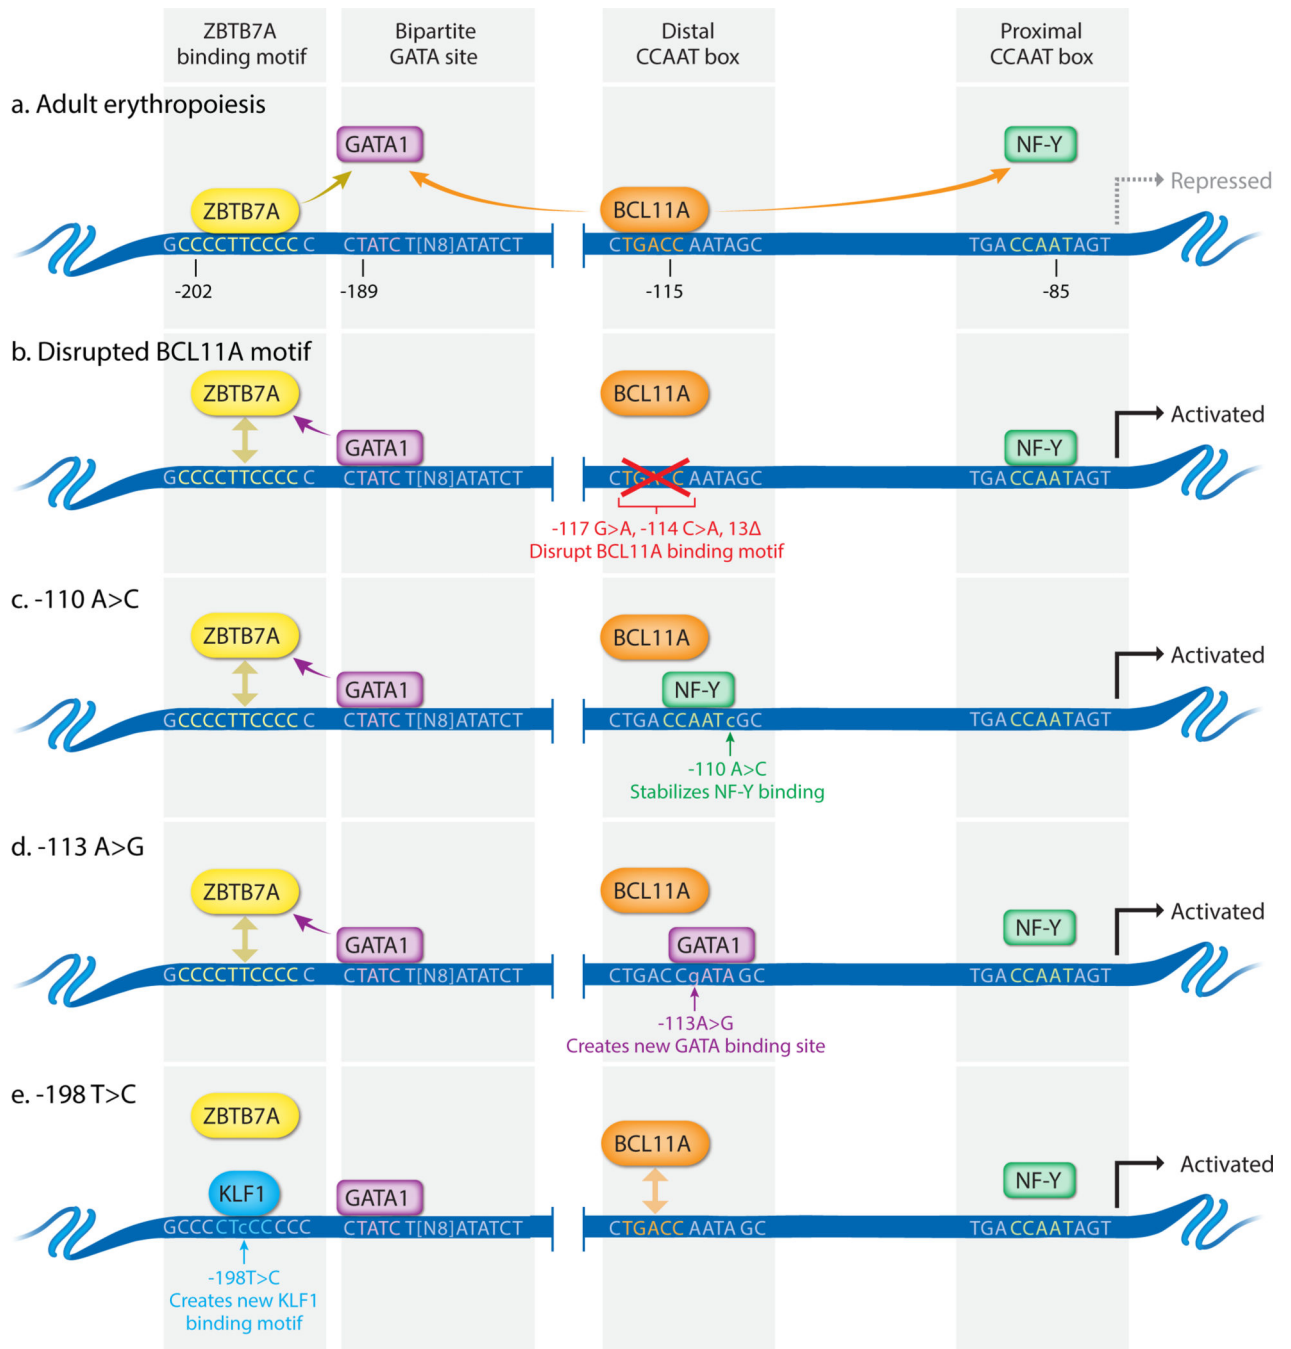 ZBTB7A
binding motif
Bipartite
GATA site
Distal
CCAAT box
Proximal
CCAAT box
a. Adult erythropoiesis
GATA1
NF-Y
Repressed
ZBTB7A
BCL11A
GCCCCTTCCCC C
CTATC T[N8]ATATCT
CTGACC AATAGC
TGA CCAATAGT
-202
-189
-115
-85
b. Disrupted BCL11A motif
ZBTB7A
BCL11A
Activated
GATA1
NF-Y
GCCCCTTCCCC C
CTATC T[N8]ATATCT
CTGACC AATAGC
TGA CCAATAGT
-117 G>A, -114 C>A, 13Δ
Disrupt BCL11A binding motif
c. -110 A>C
ZBTB7A
BCL11A
Activated
GATA1
NF-Y
GCCCCTTCCCC C
CTATC T[N8]ATATCT
CTGA CCAATcGC
TGA CCAATAGT
-110 A>C
Stabilizes NF-Y binding
d. -113 A>G
ZBTB7A
BCL11A
Activated
GATA1
GATA1
NF-Y
GCCCCTTCCCC C
CTATC T[N8]ATATCT
CTGACCgATA GC
TGA CCAATAGT
-113A>G
Creates new GATA binding site
e. -198 T>C
ZBTB7A
BCL11A
Activated
KLF1
GATA1
NF-Y
GCCCCTcCCCCC
CTATC T[N8]ATATCT
CTGACC AATA GC
TGA CCAATAGT
-198T>C
Creates new KLF1
binding motif